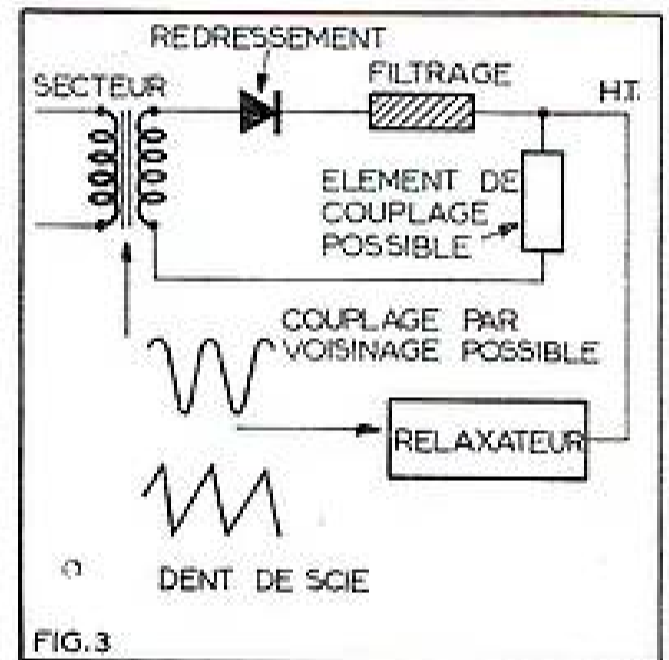 REDRESSEMENT
SECTEUR
FILTRAGE
H.T.
ELEMENT DE
COUPLAGE
POSSIBLE
COUPLAGE PAR
VOISINAGE POSSIBLE
RELAXATEUR
DENT DE SCIE
FIG.3